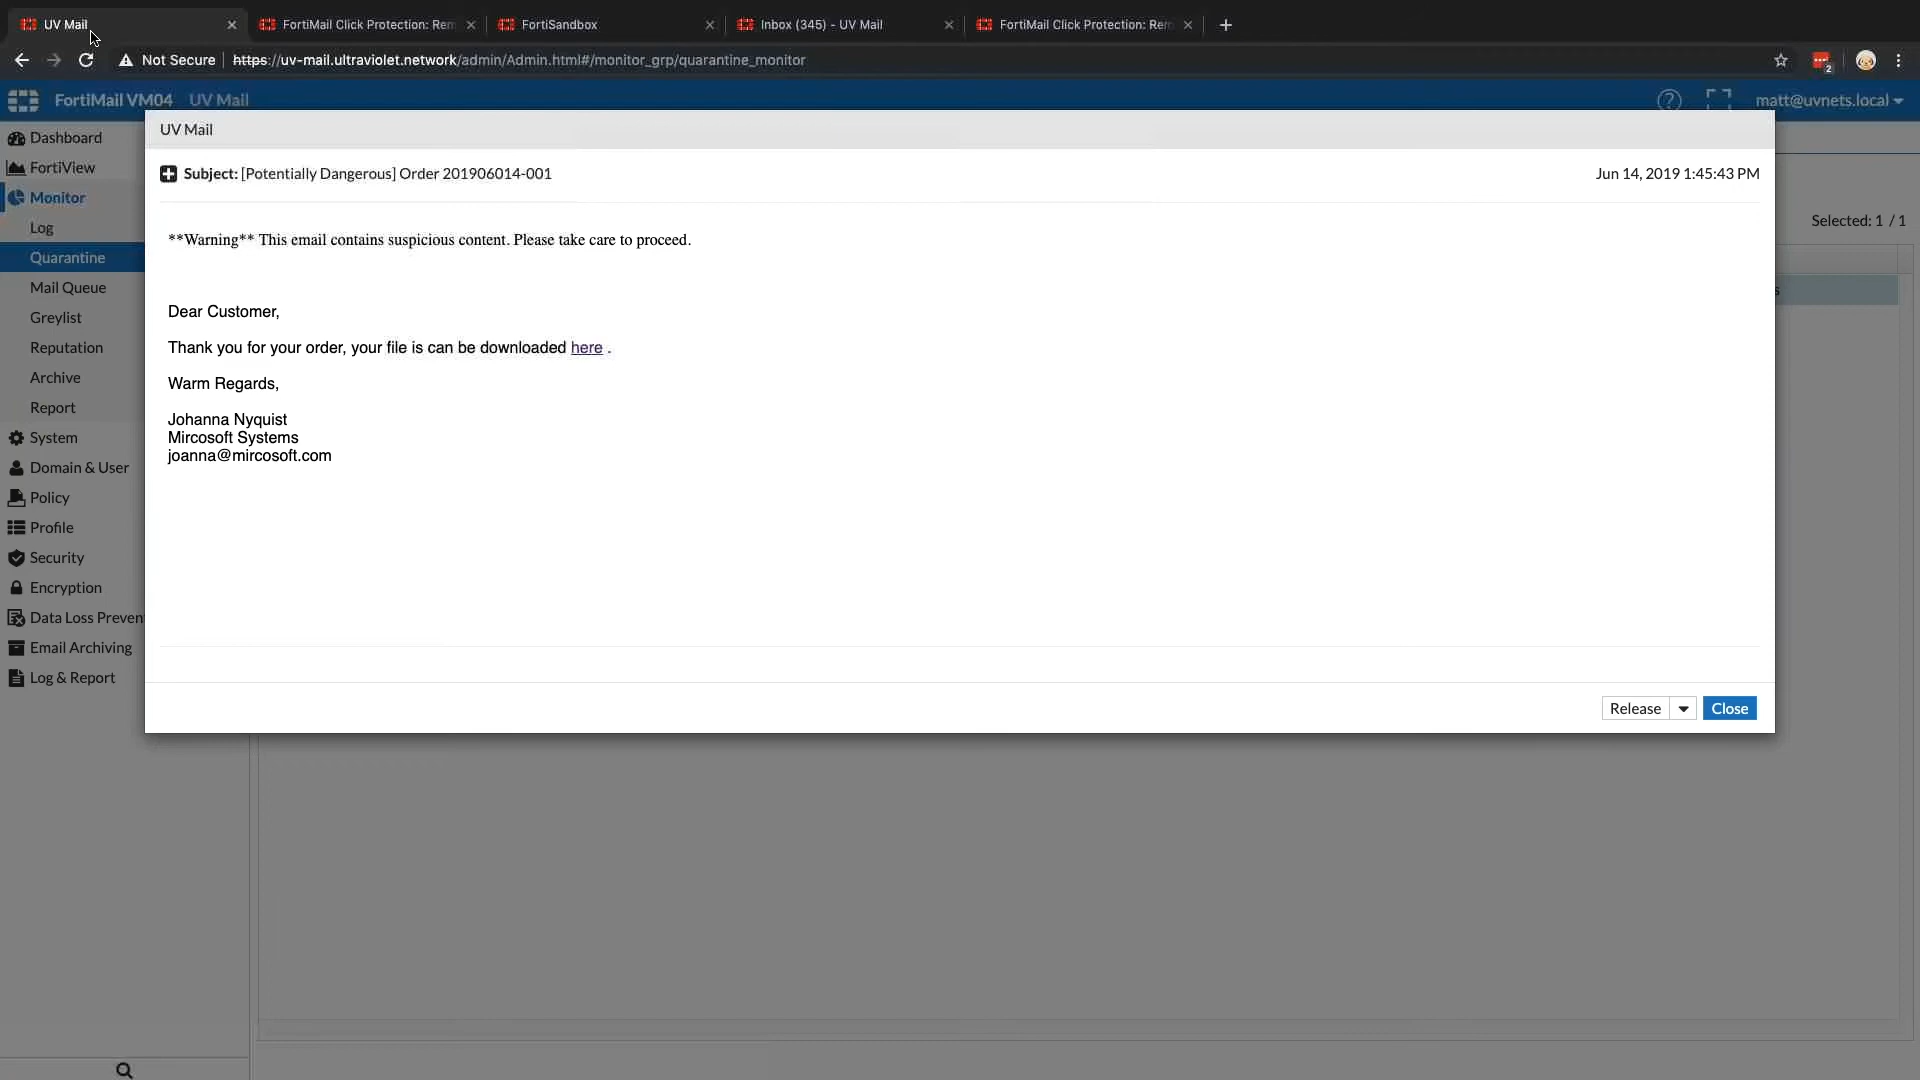 UV Mail
FortiMail Click Protection: Rem
FortiSandbox
Inbox (345) - UV Mail
FortiMail Click Protection: Rem
Not Secure
https://uv-mail.ultraviolet.network/admin/Admin.html#/monitor_grp/quarantine_monitor
2
FortiMail VM04 UV Mail
matt@uvnets.local
UV Mail
Subject: [Potentially Dangerous] Order 201906014-001
Jun 14, 2019 1:45:43 PM
Selected: 1 / 1
**Warning** This email contains suspicious content. Please take care to proceed.
Dear Customer,
Thank you for your order, your file is can be downloaded here .
Warm Regards,
Johanna Nyquist
Mircosoft Systems
joanna@mircosoft.com
Release
Close
Dashboard
FortiView
Monitor
Log
Quarantine
Mail Queue
Greylist
Reputation
Archive
Report
System
Domain & User
Policy
Profile
Security
Encryption
Data Loss Preven
Email Archiving
Log & Report